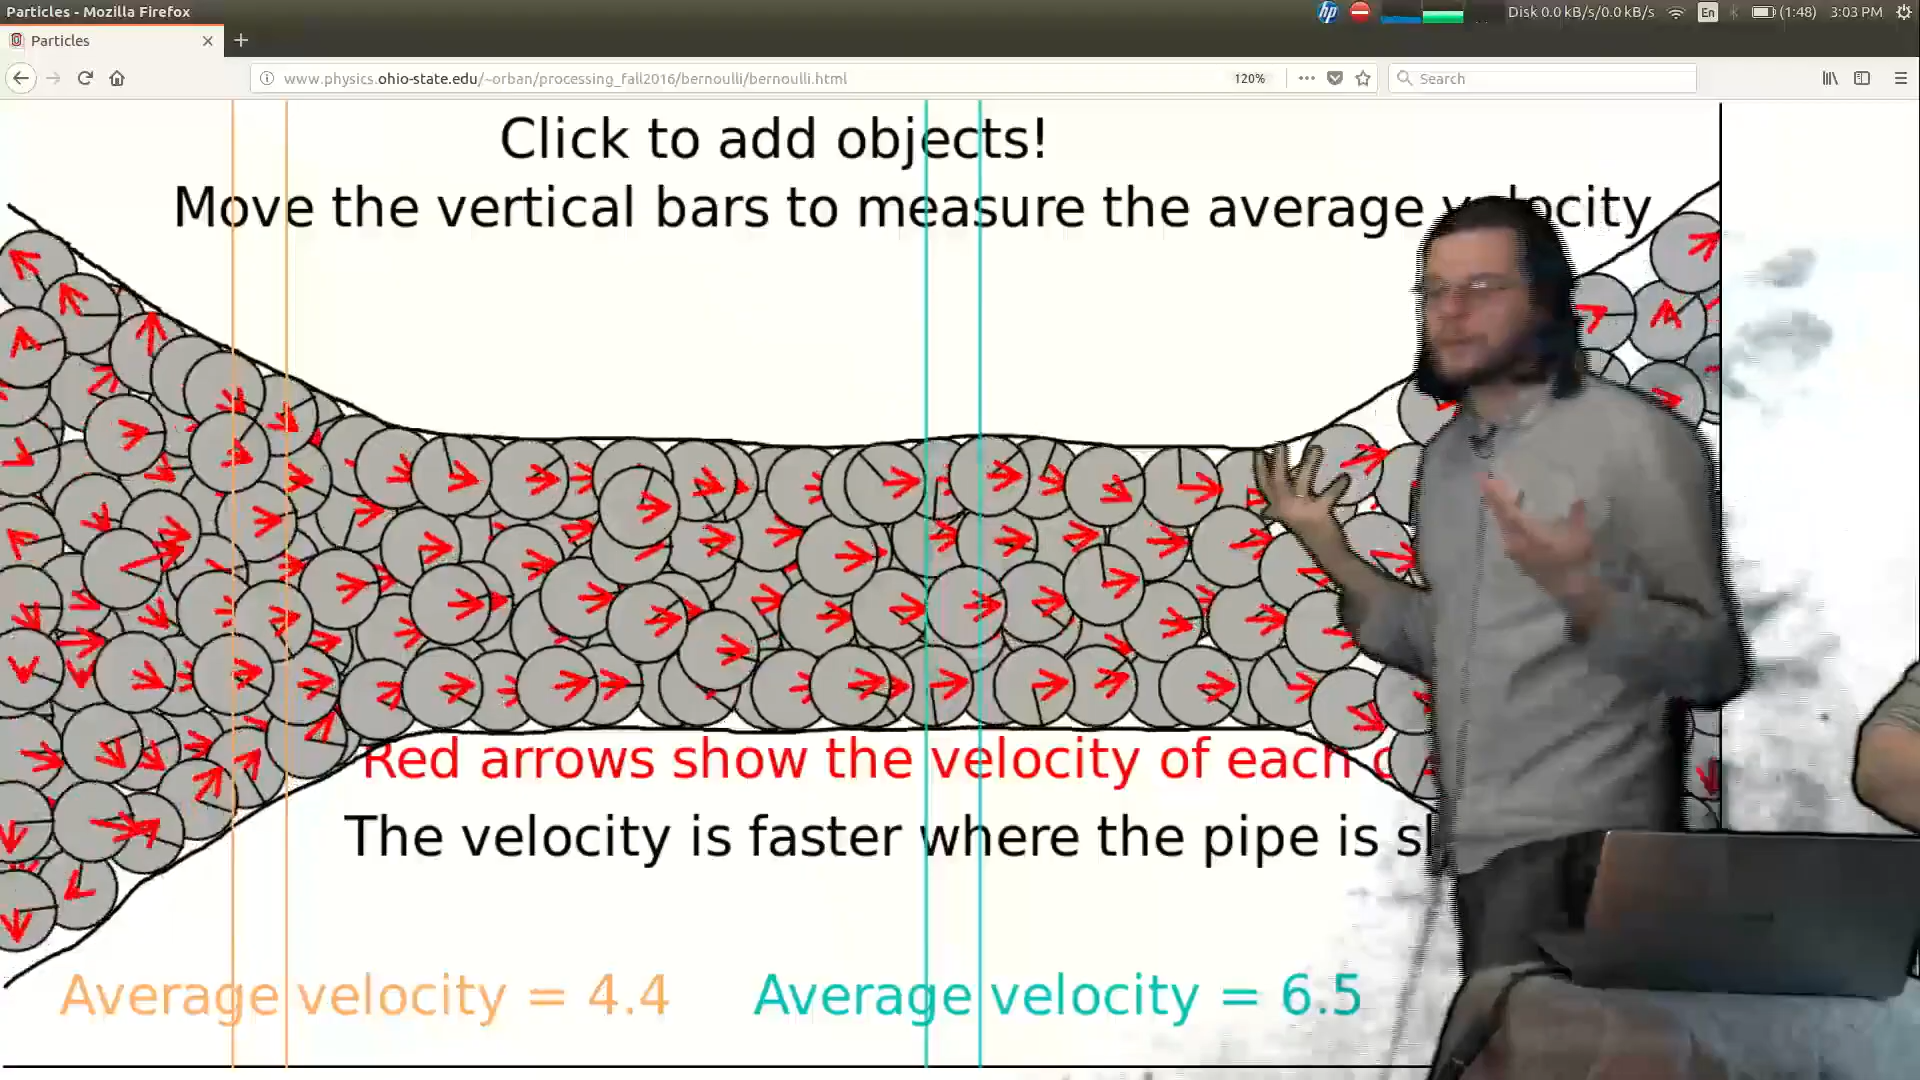 Particles - Mozilla Firefox
Disk 0.0 kB/s/0.0 kB/s En (1:48) 3:03 PM
Particles
www.physics.ohio-state.edu/~orban/processing_fall2016/bernoulli/bernoulli.html 120% Search
Click to add objects!
Move the vertical bars to measure the average velocity
Red arrows show the velocity of each
The velocity is faster where the pipe is
Average velocity = 4.4 Average velocity = 6.5
hp